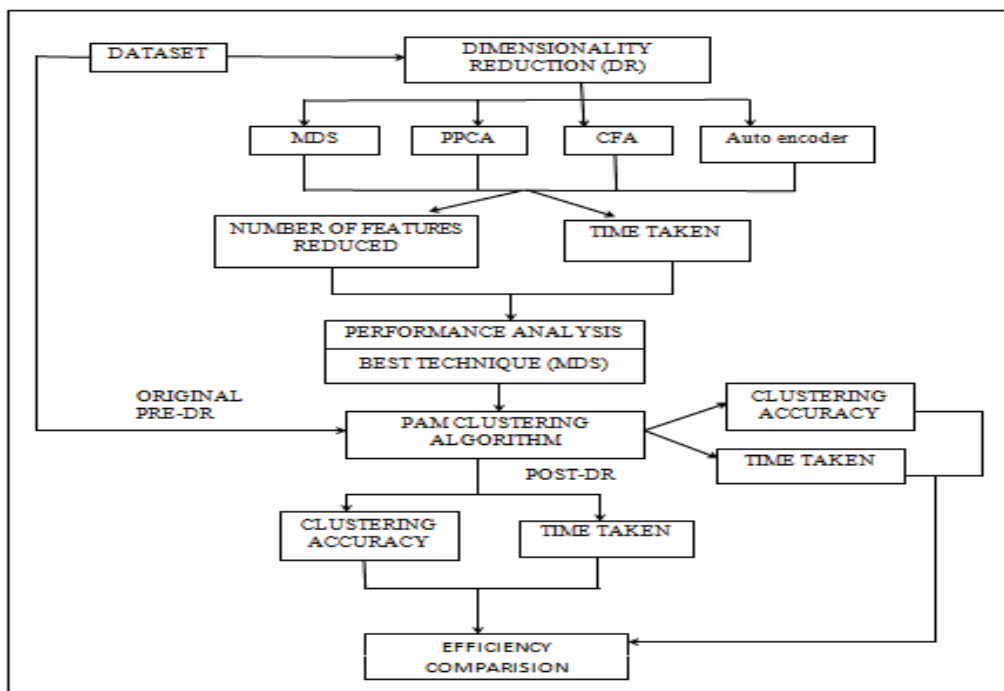 DATASET
DIMENSIONALITY
REDUCTION (DR)
MDS
PPCA
CFA
Auto encoder
NUMBER OF FEATURES
REDUCED
TIME TAKEN
PERFORMANCE ANALYSIS
BEST TECHNIQUE (MDS)
ORIGINAL
PRE-DR
PAM CLUSTERING
ALGORITHM
CLUSTERING
ACCURACY
TIME TAKEN
POST-DR
CLUSTERING
ACCURACY
TIME TAKEN
EFFICIENCY
COMPARISION